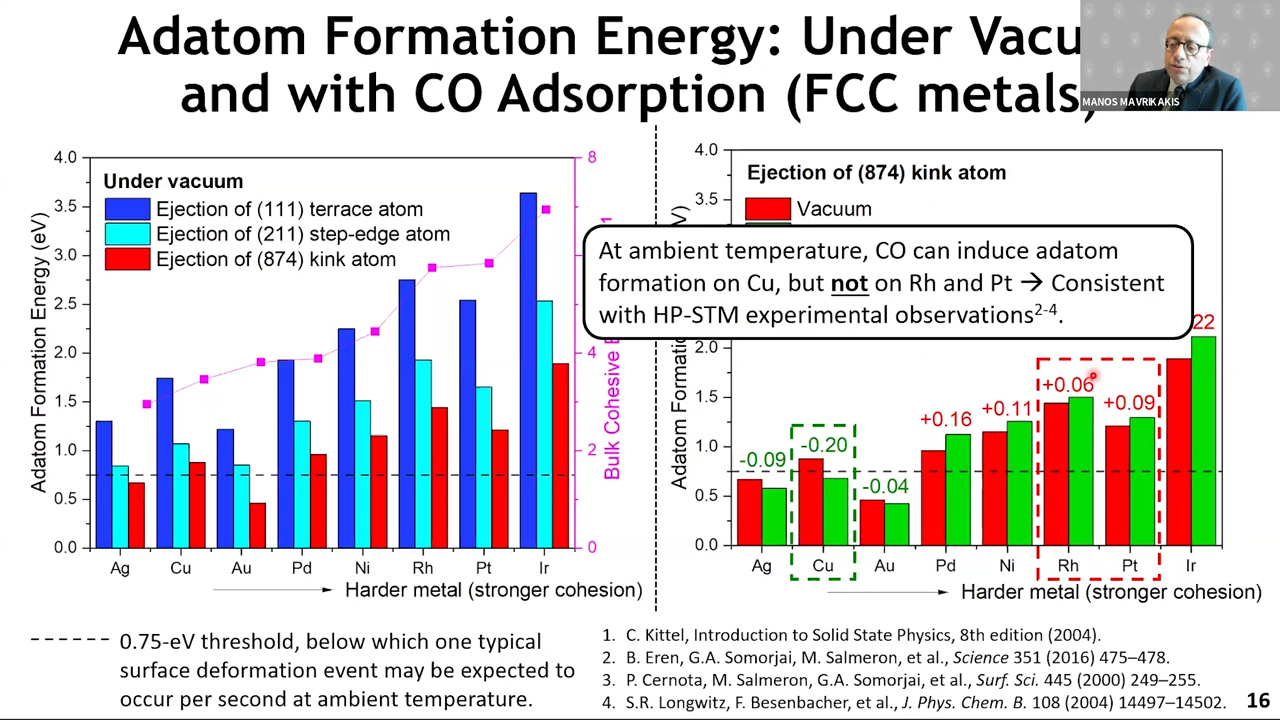 Adatom Formation Energy: Under Vacu
and with CO Adsorption (FCC metals)
MANOS MAVRIKAKIS
4.0
3.5
3.0
2.5
2.0
1.5
1.0
0.5
0.0
Adatom Formation Energy (eV)
Under vacuum
Ejection of (111) terrace atom
Ejection of (211) step-edge atom
Ejection of (874) kink atom
8
4
2
0
Bulk Cohesive
1
Ag Cu Au Pd Ni Rh Pt Ir
Harder metal (stronger cohesion)
4.0
3.5
2.0
1.5
1.0
0.5
0.0
Adatom Formatio
V)
Ejection of (874) kink atom
Vacuum
At ambient temperature, CO can induce adatom
formation on Cu, but not on Rh and Pt → Consistent
with HP-STM experimental observations2-4.
-0.09
-0.20
-0.04
+0.16
+0.11
+0.06
+0.09
22
Ag Cu Au Pd Ni Rh Pt Ir
Harder metal (stronger cohesion)
0.75-eV threshold, below which one typical
surface deformation event may be expected to
occur per second at ambient temperature.
1. C. Kittel, Introduction to Solid State Physics, 8th edition (2004).
2. B. Eren, G.A. Somorjai, M. Salmeron, et al., Science 351 (2016) 475–478.
3. P. Cernota, M. Salmeron, G.A. Somorjai, et al., Surf. Sci. 445 (2000) 249–255.
4. S.R. Longwitz, F. Besenbacher, et al., J. Phys. Chem. B. 108 (2004) 14497–14502.
16